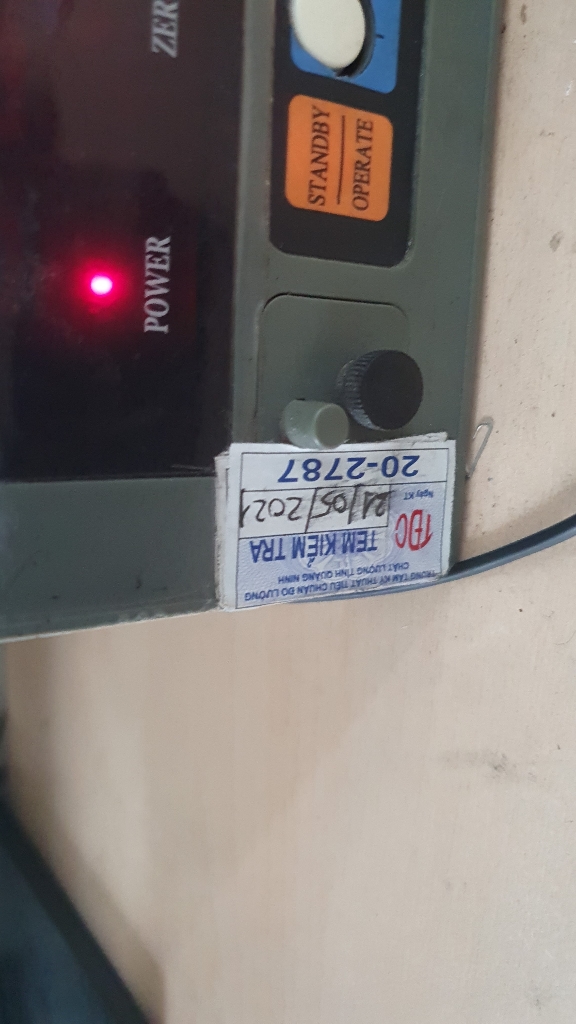 ZER
STANDBY
OPERATE
POWER
TRUNG TÂM KỸ THUẬT TIÊU CHUẨN ĐO LƯỜNG
CHẤT LƯỢNG TỈNH QUẢNG NINH
TĐC
TEM KIỂM TRA
Ngày KT
21/05/2021
20-2787